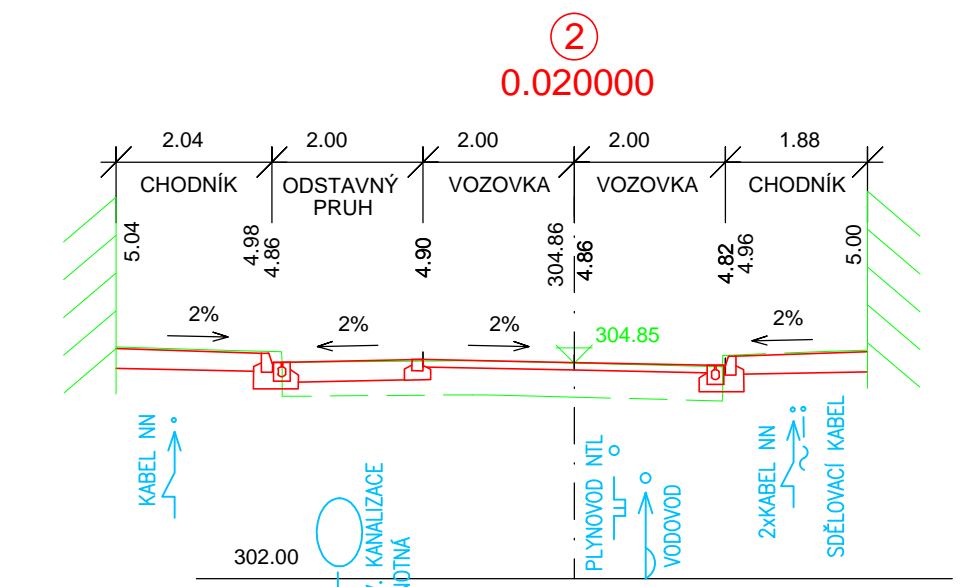 2
0.020000
2.04 2.00 2.00 2.00 1.88
CHODNÍK ODSTAVNÝ VOZOVKA VOZOVKA CHODNÍK
PRUH
5.04 4.98 4.86 4.90 304.86 4.86 4.82 4.96 5.00
2% 2% 2% 2%
304.85
KABEL NN
KANALIZACE
PLYNOVOD NTL
VODOVOD
2xKABEL NN
SDĚLOVACÍ KABEL
302.00